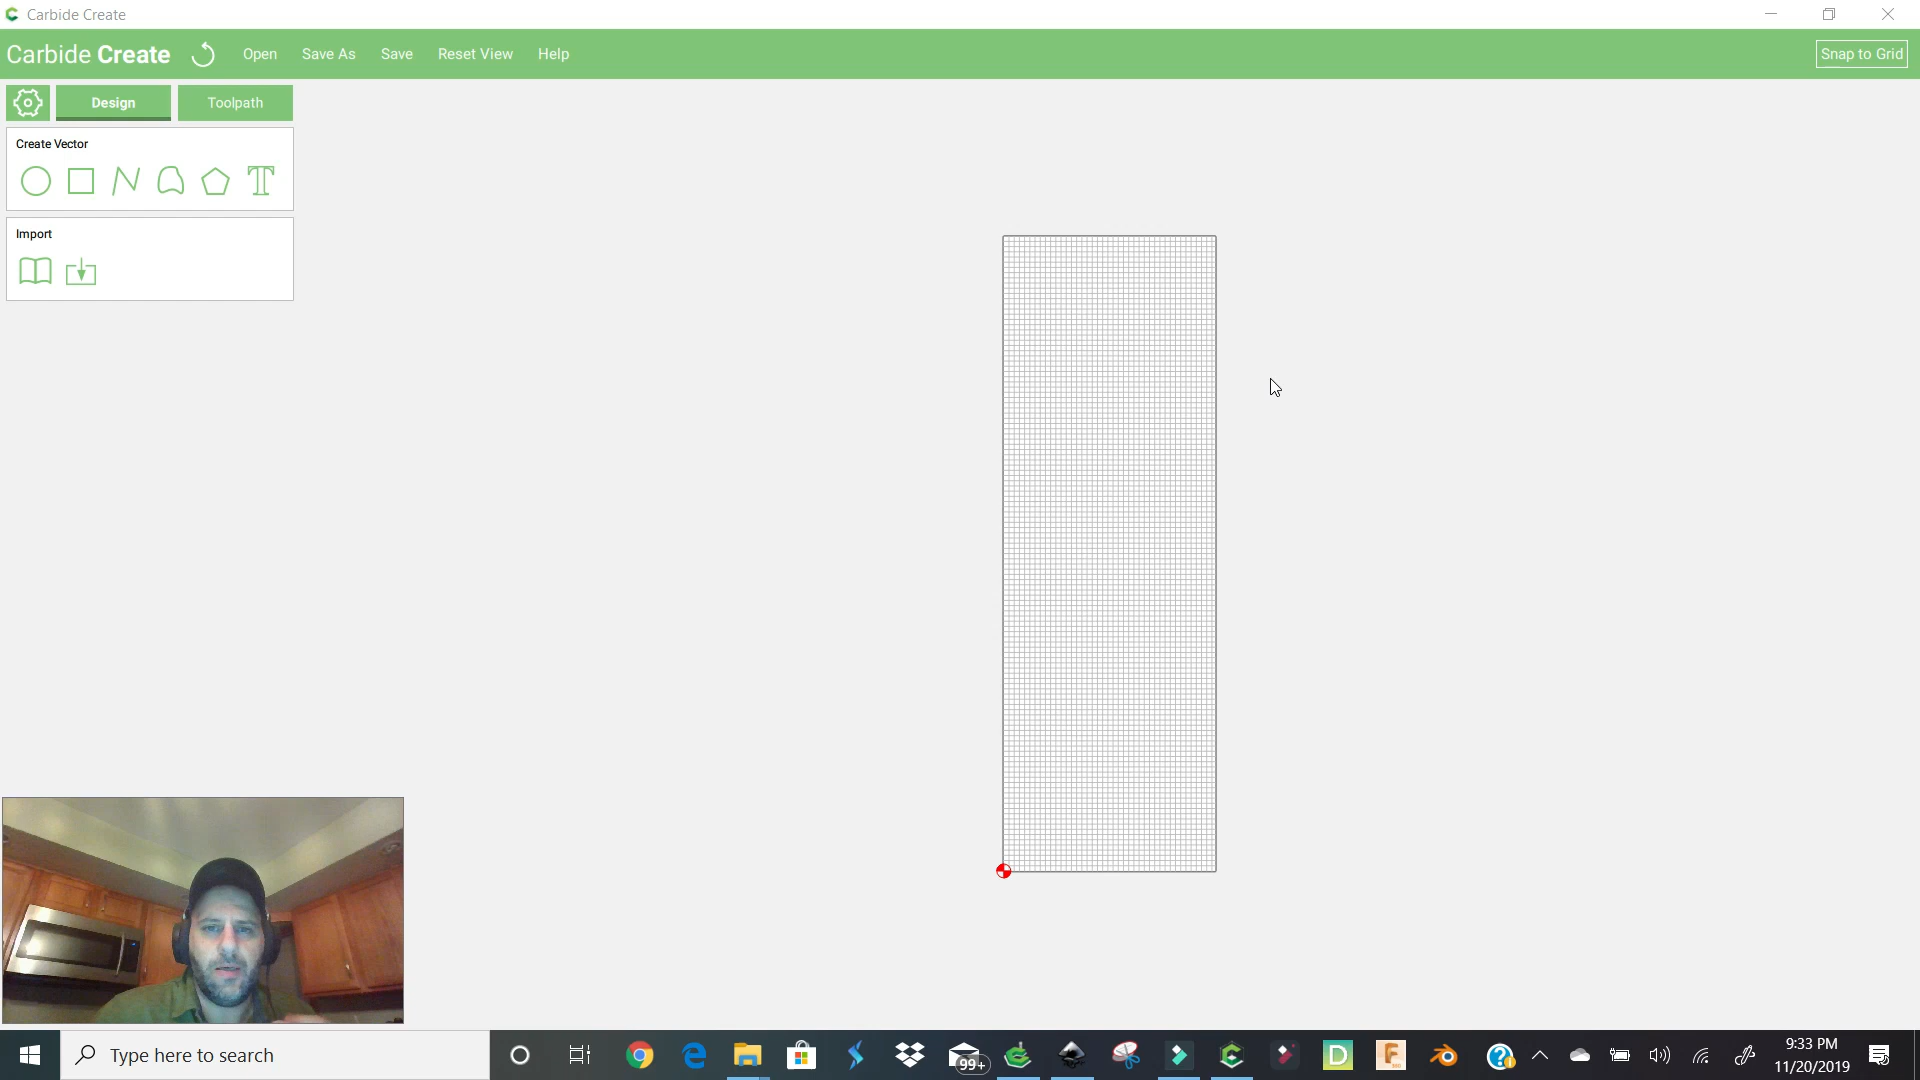 Carbide Create
Carbide Create Open Save As Save Reset View Help Snap to Grid
Design Toolpath
Create Vector
Import
Type here to search
99+
9:33 PM
11/20/2019